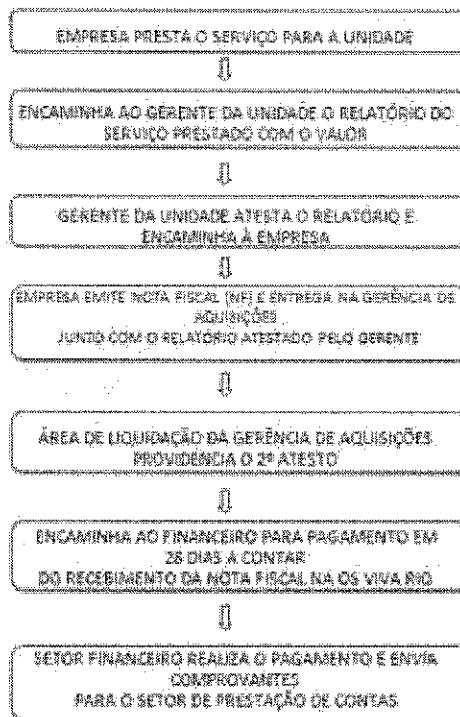 EMPRESA PRESTA O SERVIÇO PARA A UNIDADE
ENCAMINHA AO GERENTE DA UNIDADE O RELATÓRIO DO
SERVIÇO PRESTADO COM O VALOR
GERENTE DA UNIDADE ATESTA O RELATÓRIO E
ENCAMINHA À EMPRESA
EMPRESA EMITE NOTA FISCAL (NF) E ENTREGA NA GERÊNCIA DE
AQUISIÇÕES
JUNTO COM O RELATÓRIO ATESTADO PELO GERENTE
ÁREA DE LIQUIDAÇÃO DA GERÊNCIA DE AQUISIÇÕES
PROVIDENCIA O 2º ATESTO
ENCAMINHA AO FINANCEIRO PARA PAGAMENTO EM
28 DIAS A CONTAR
DO RECEBIMENTO DA NOTA FISCAL NA OS VIVA RIO
SETOR FINANCEIRO REALIZA O PAGAMENTO E ENVIA
COMPROVANTES
PARA O SETOR DE PRESTAÇÃO DE CONTAS